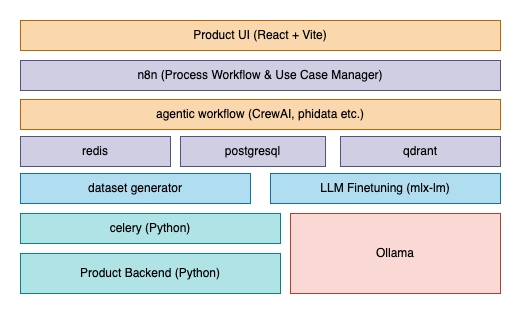 Product UI (React + Vite)
n8n (Process Workflow & Use Case Manager)
agentic workflow (CrewAI, phidata etc.)
redis
postgresql
qdrant
dataset generator
LLM Finetuning (mlx-lm)
celery (Python)
Ollama
Product Backend (Python)